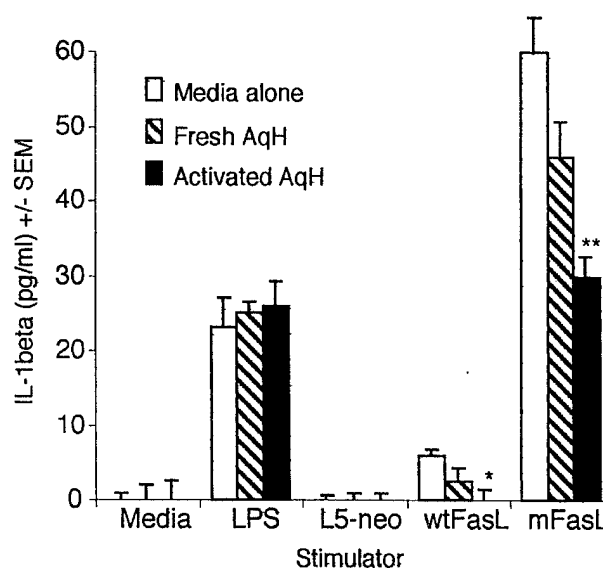 60
50
40
30
20
10
0
IL-1beta (pg/ml) +/- SEM
Media alone
Fresh AqH
Activated AqH
*
**
Media LPS L5-neo wtFasL mFasL
Stimulator